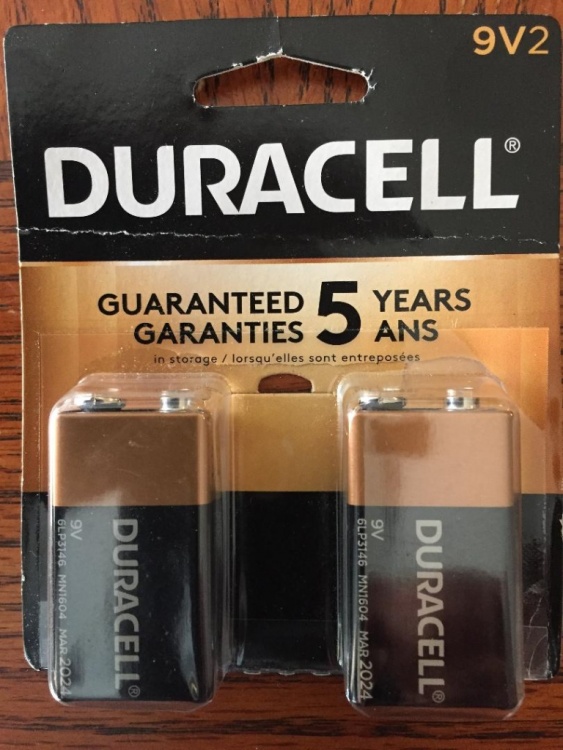 9V2
DURACELL®
GUARANTEED 5 YEARS
GARANTIES ANS
in storage / lorsqu'elles sont entreposées
DURACELL®
9V
6LP3146 MN1604 MAR 2024
DURACELL®
9V
6LP3146 MN1604 MAR 2024